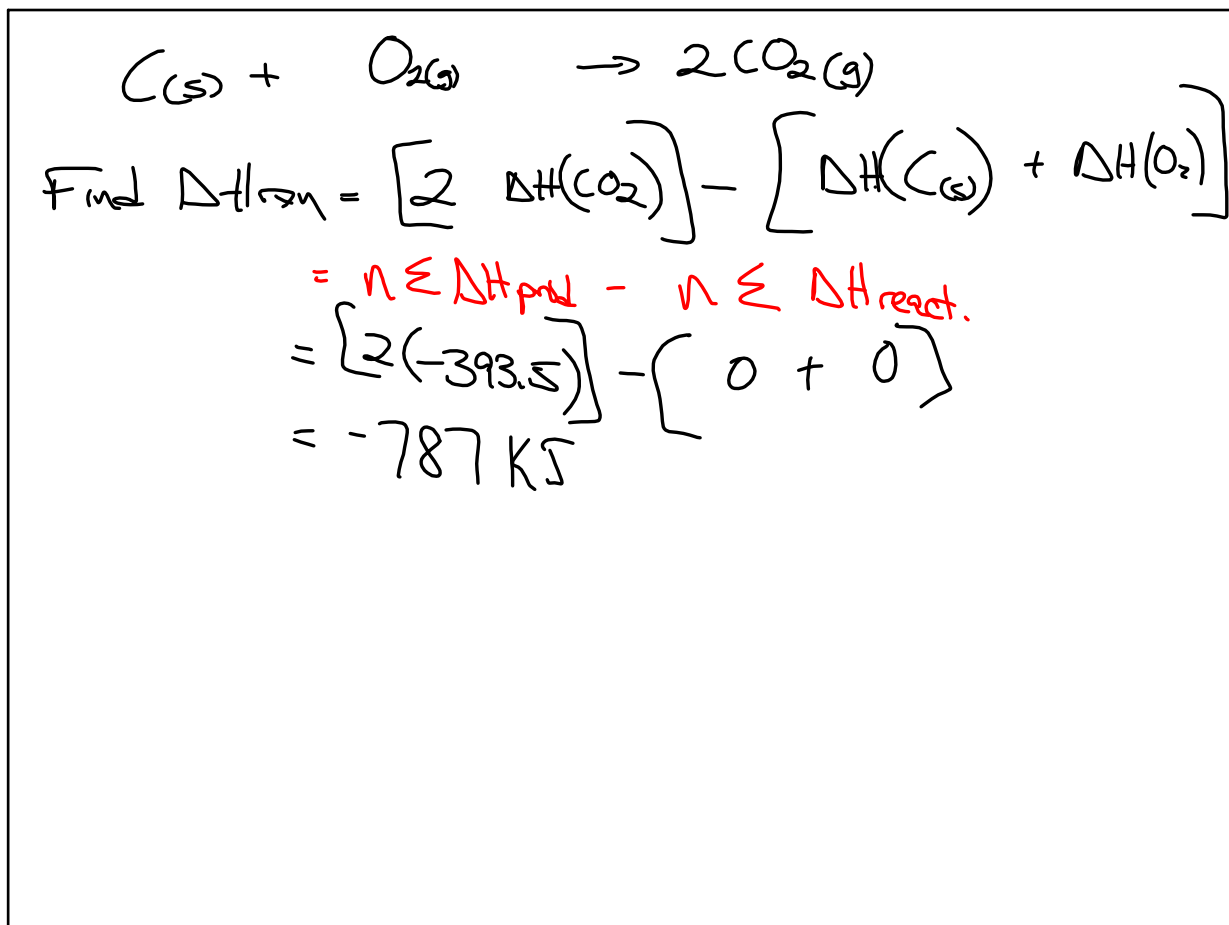 C(s) + O₂(g) → 2CO₂(g)
Find ΔHrxn = [2 ΔH(CO₂)] - [ΔH(C(s)) + ΔH(O₂)]
= n Σ ΔHprod - n Σ ΔHreact.
= [2(-393.5)] - [0 + 0]
= -787 KJ